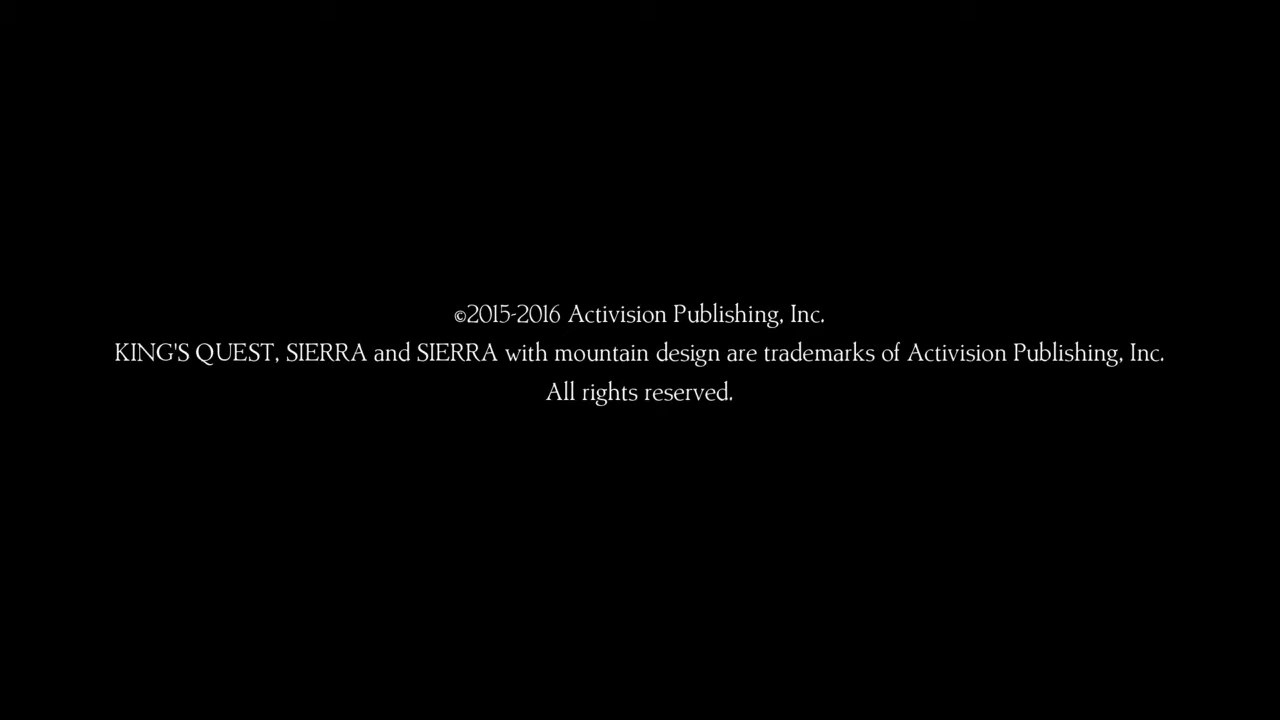 ©2015-2016 Activision Publishing, Inc.
KING'S QUEST, SIERRA and SIERRA with mountain design are trademarks of Activision Publishing, Inc.
All rights reserved.